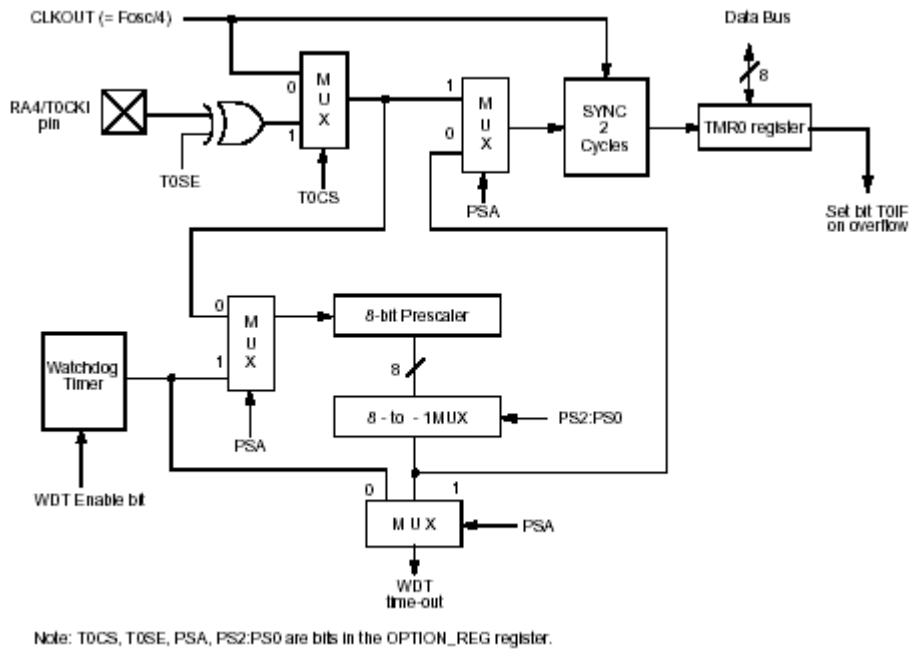 CLKOUT (= Fosc/4)
Data Bus
8
RA4/T0CKI
pin
T0SE
0
1
M
U
X
T0CS
1
0
M
U
X
PSA
SYNC
2
Cycles
TMR0 register
Set bit T0IF
on overflow
0
1
M
U
X
PSA
8-bit Prescaler
8
8 - to - 1MUX
PS2:PS0
Watchdog
Timer
WDT Enable bit
0
1
M U X
PSA
WDT
time-out
Note: T0CS, T0SE, PSA, PS2:PS0 are bits in the OPTION_REG register.